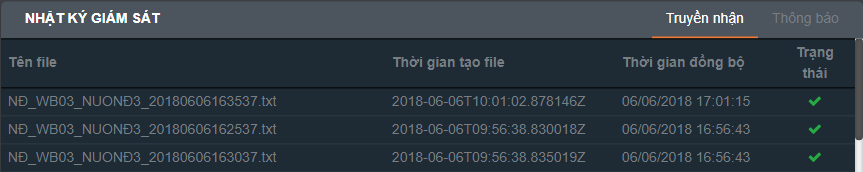 NHẬT KÝ GIÁM SÁT Truyền nhận Thông báo
Tên file Thời gian tạo file Thời gian đồng bộ Trạng thái
NĐ_WB03_NUONĐ3_20180606163537.txt 2018-06-06T10:01:02.878146Z 06/06/2018 17:01:15
NĐ_WB03_NUONĐ3_20180606162537.txt 2018-06-06T09:56:38.830018Z 06/06/2018 16:56:43
NĐ_WB03_NUONĐ3_20180606163037.txt 2018-06-06T09:56:38.835019Z 06/06/2018 16:56:43